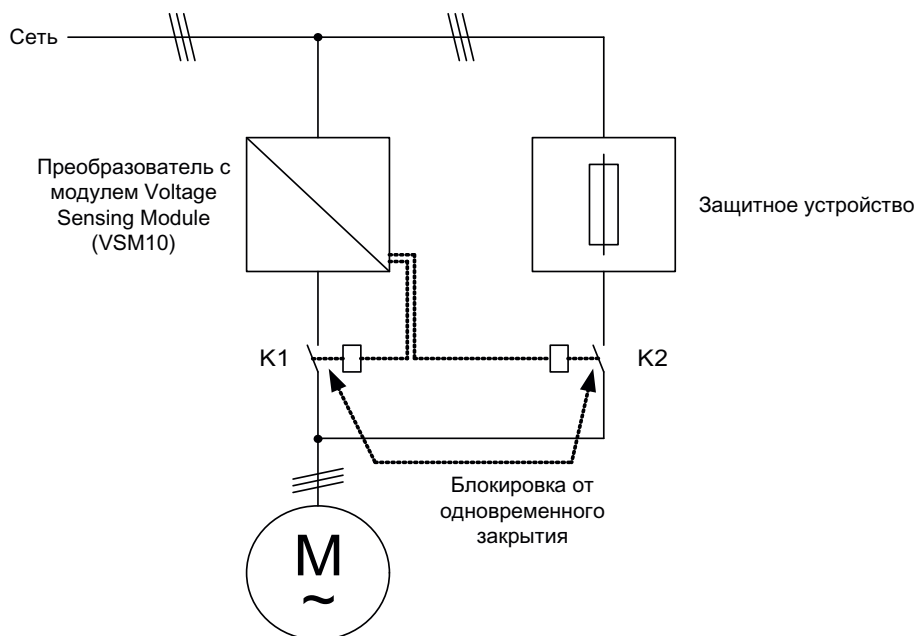 Сеть
Преобразователь с
модулем Voltage
Sensing Module
(VSM10)
Защитное устройство
K1
K2
Блокировка от
одновременного
закрытия
M
~